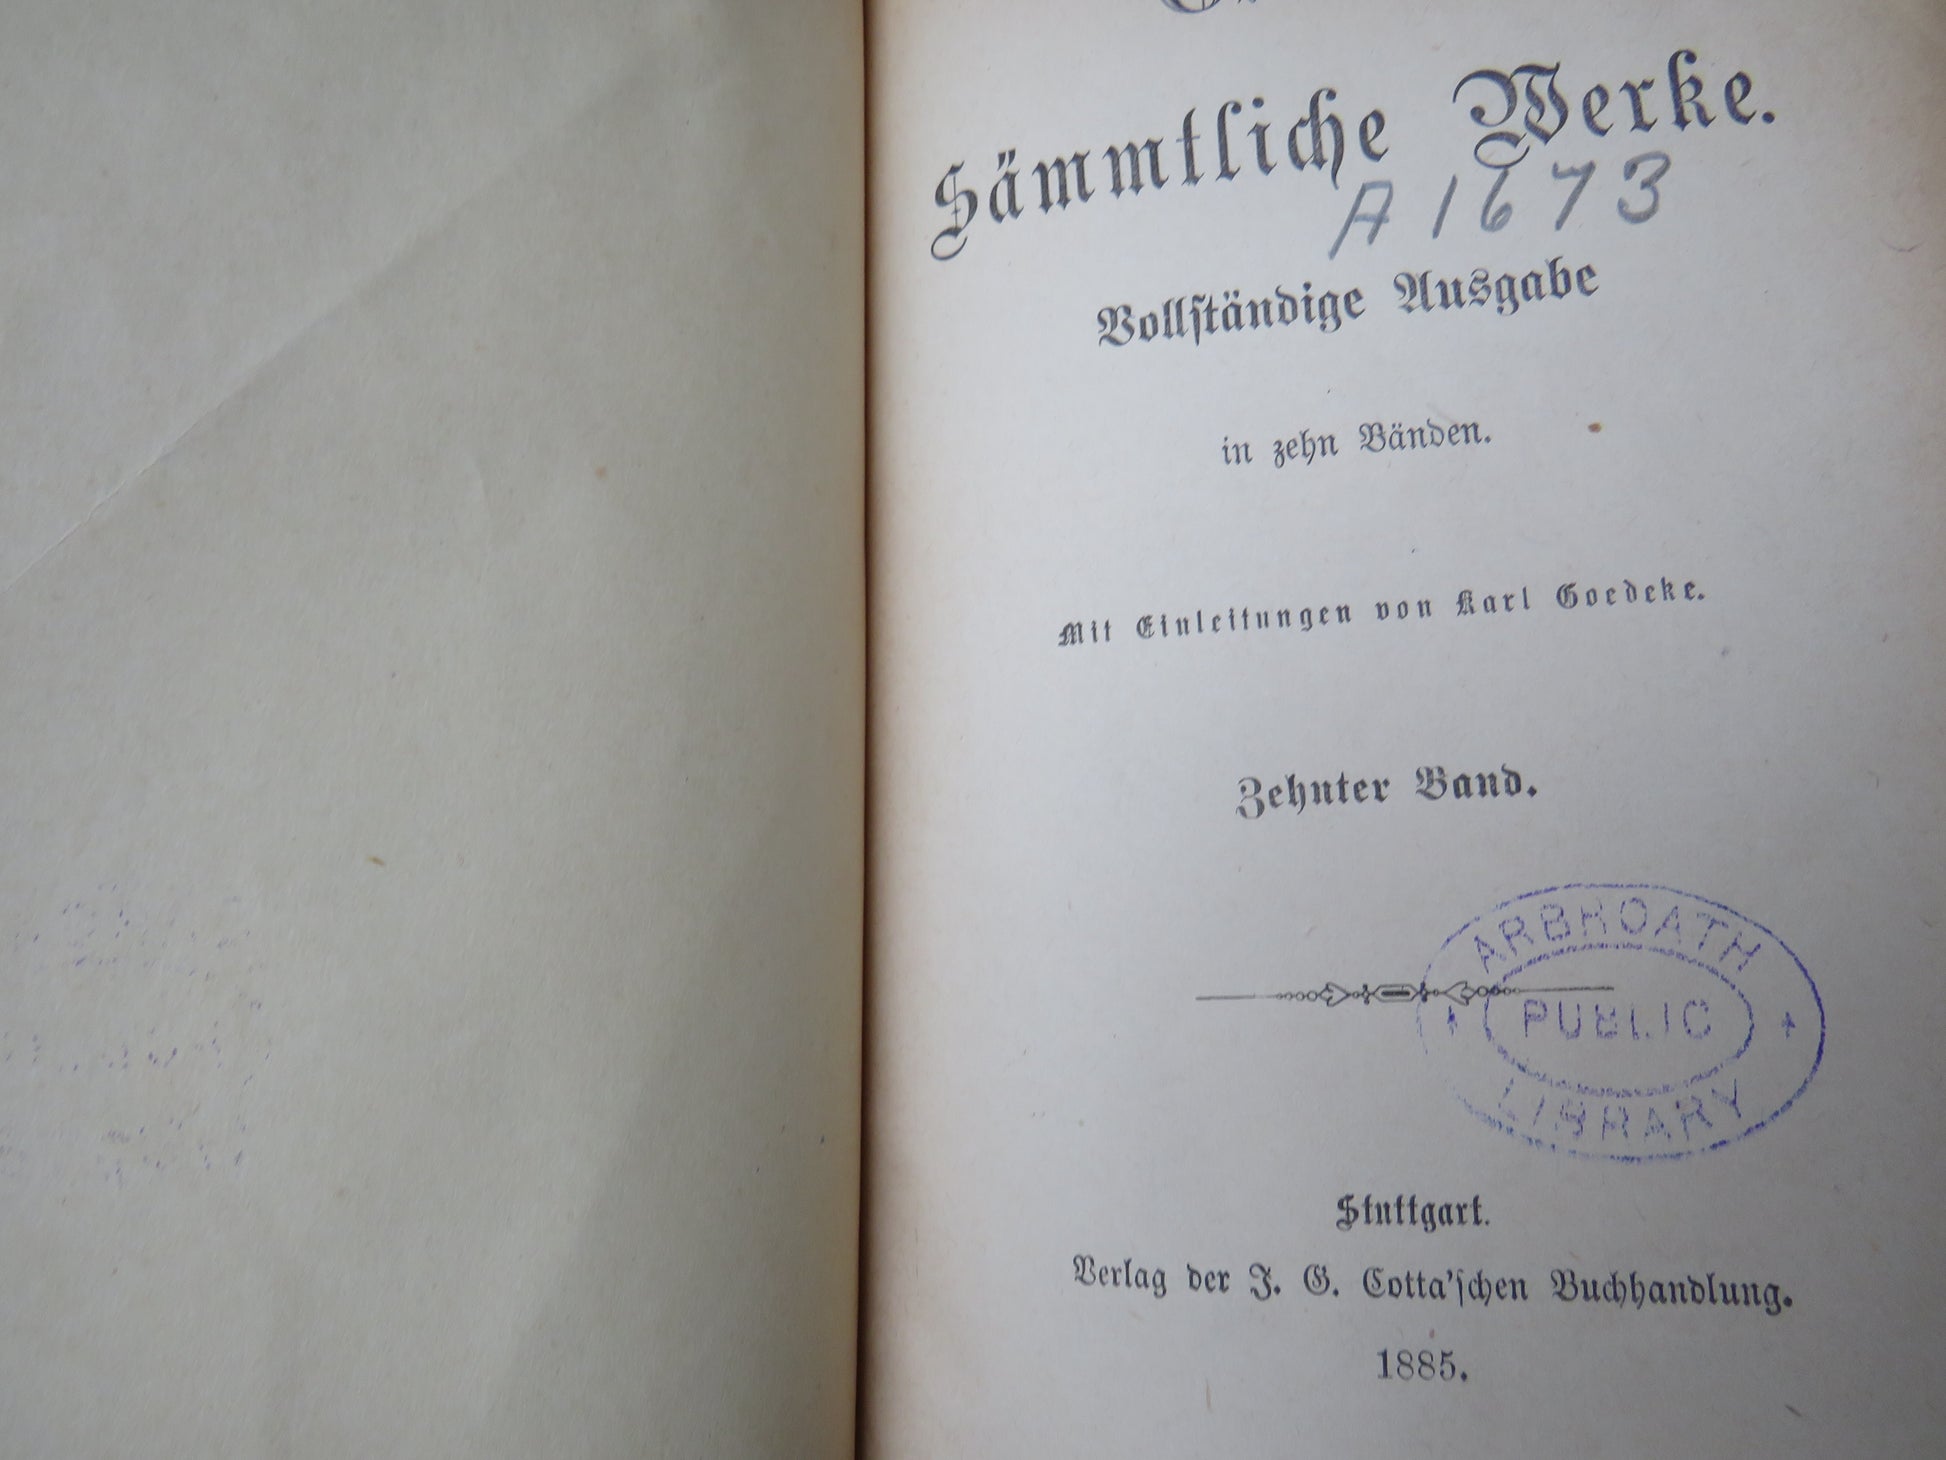 Sämmtliche Werke.
A 1673
Vollständige Ausgabe
in zehn Bänden.
Mit Einleitungen von Karl Goedeke.
Zehnter Band.
ARBROATH
PUBLIC
LIBRARY
Stuttgart.
Verlag der J. G. Cotta'schen Buchhandlung.
1885.